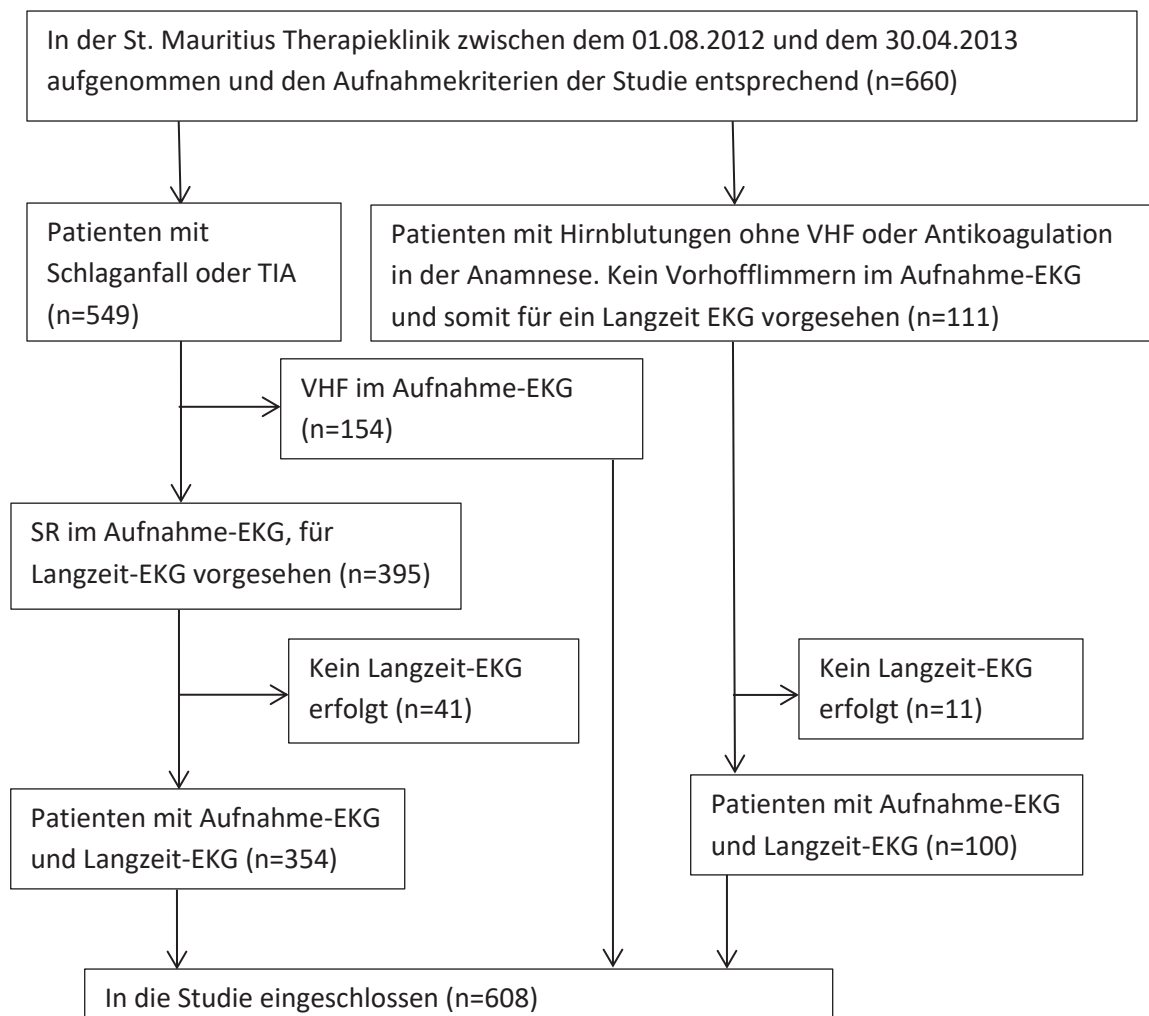 In der St. Mauritius Therapieklinik zwischen dem 01.08.2012 und dem 30.04.2013
aufgenommen und den Aufnahmekriterien der Studie entsprechend (n=660)
Patienten mit
Schlaganfall oder TIA
(n=549)
Patienten mit Hirnblutungen ohne VHF oder Antikoagulation
in der Anamnese. Kein Vorhofflimmern im Aufnahme-EKG
und somit für ein Langzeit EKG vorgesehen (n=111)
VHF im Aufnahme-EKG
(n=154)
SR im Aufnahme-EKG, für
Langzeit-EKG vorgesehen (n=395)
Kein Langzeit-EKG
erfolgt (n=41)
Kein Langzeit-EKG
erfolgt (n=11)
Patienten mit Aufnahme-EKG
und Langzeit-EKG (n=354)
Patienten mit Aufnahme-EKG
und Langzeit-EKG (n=100)
In die Studie eingeschlossen (n=608)